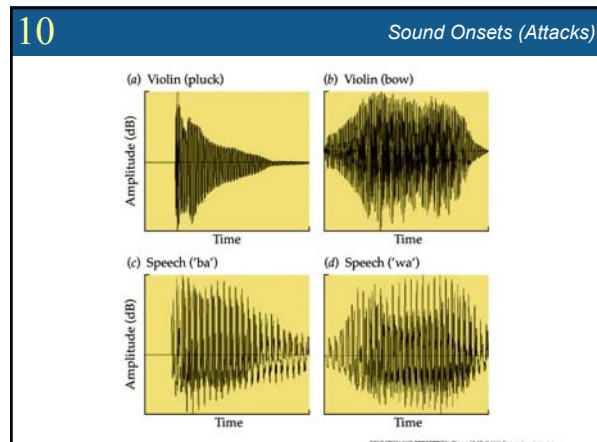 10
Sound Onsets (Attacks)
(a) Violin (pluck)
(b) Violin (bow)
Amplitude (dB)
Time
Time
(c) Speech ('ba')
(d) Speech ('wa')
Amplitude (dB)
Time
Time